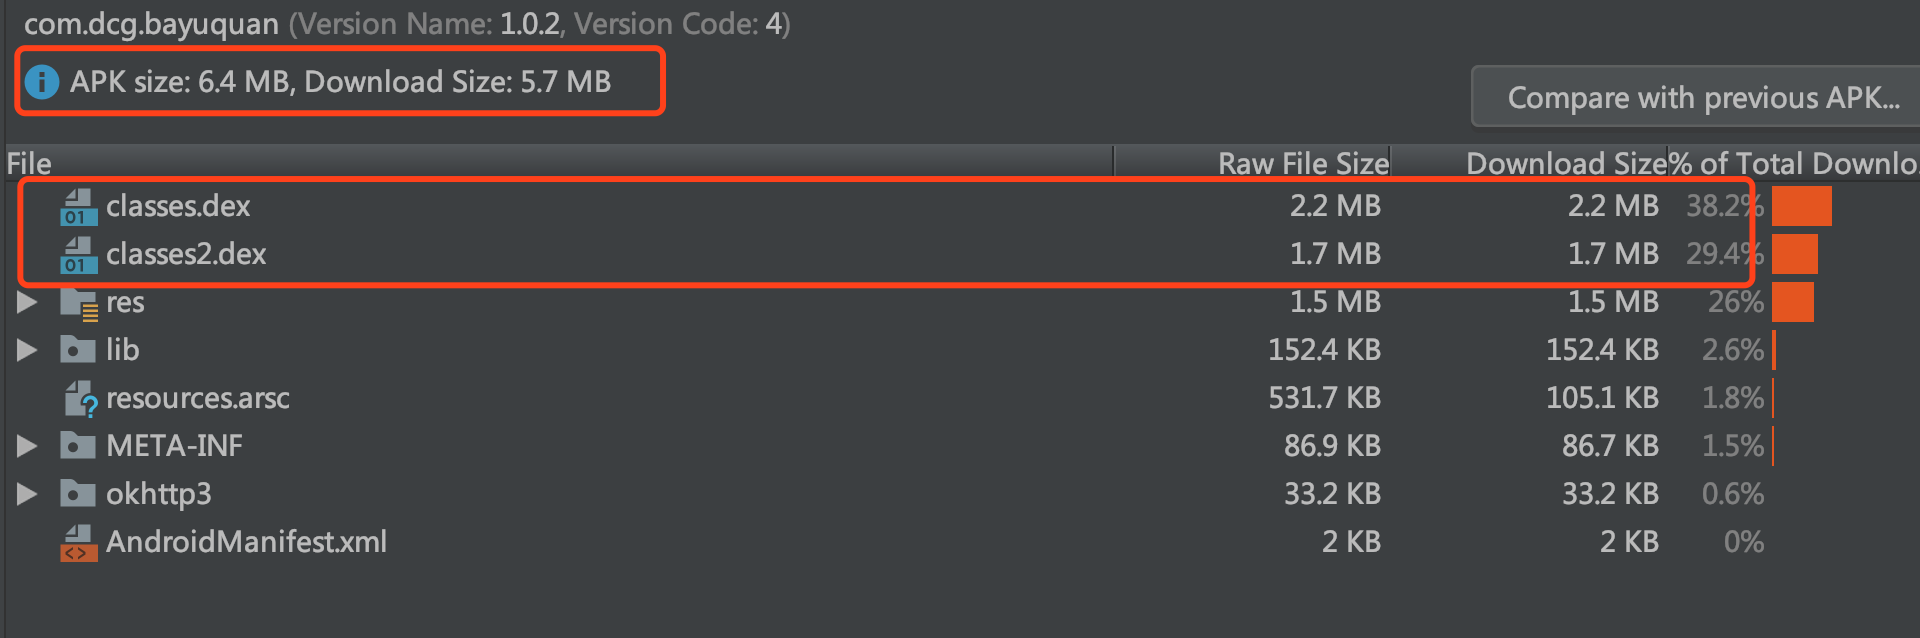 com.dcg.bayuquan (Version Name: 1.0.2, Version Code: 4)
APK size: 6.4 MB, Download Size: 5.7 MB
Compare with previous APK...
File Raw File Size Download Size % of Total Downlo...
01 classes.dex 2.2 MB 2.2 MB 38.2%
01 classes2.dex 1.7 MB 1.7 MB 29.4%
res 1.5 MB 1.5 MB 26%
lib 152.4 KB 152.4 KB 2.6%
resources.arsc 531.7 KB 105.1 KB 1.8%
META-INF 86.9 KB 86.7 KB 1.5%
okhttp3 33.2 KB 33.2 KB 0.6%
AndroidManifest.xml 2 KB 2 KB 0%